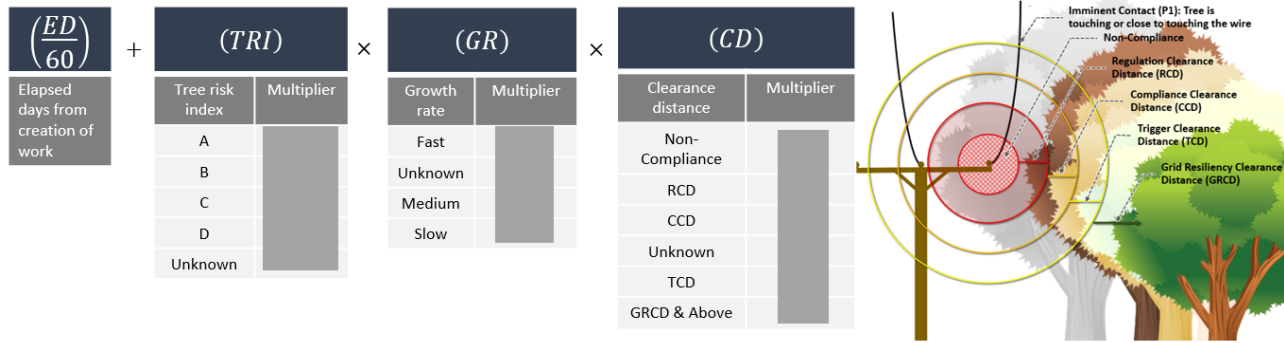 (ED/60) + (TRI) × (GR) × (CD)
Elapsed
days from
creation of
work
Tree risk
index
Multiplier
A
B
C
D
Unknown
Growth
rate
Multiplier
Fast
Unknown
Medium
Slow
Clearance
distance
Multiplier
Non-
Compliance
RCD
CCD
Unknown
TCD
GRCD & Above
Imminent Contact (P1): Tree is
touching or close to touching the wire
Non-Compliance
Regulation Clearance
Distance (RCD)
Compliance Clearance
Distance (CCD)
Trigger Clearance
Distance (TCD)
Grid Resiliency Clearance
Distance (GRCD)